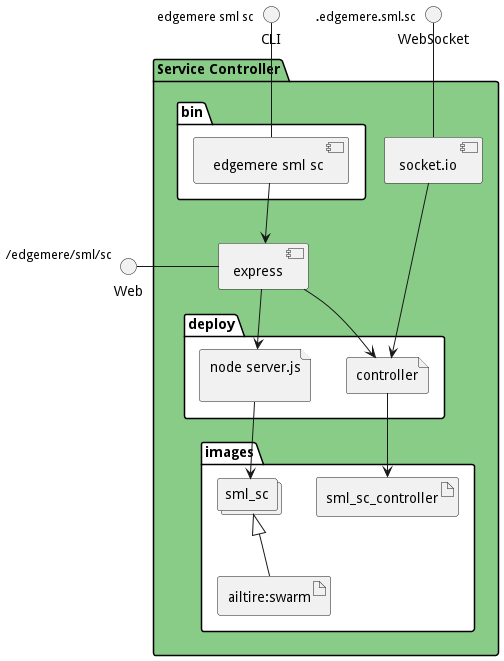 edgemere sml sc
.edgemere.sml.sc
CLI
WebSocket
Service Controller
bin
edgemere sml sc
socket.io
/edgemere/sml/sc
express
Web
deploy
node server.js
controller
images
sml_sc
sml_sc_controller
ailtire:swarm